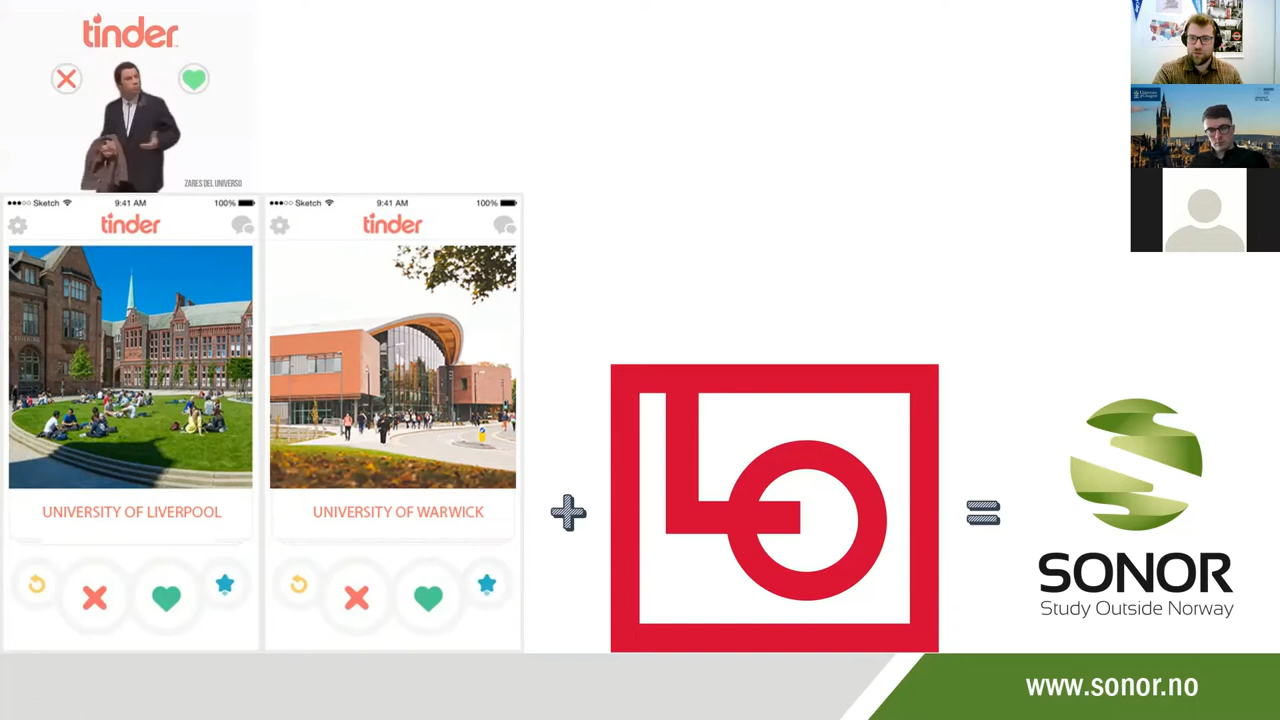 tinder
ZARES DEL UNIVERSO
Sketch 9:41 AM 100%
tinder
UNIVERSITY OF LIVERPOOL
Sketch 9:41 AM 100%
tinder
UNIVERSITY OF WARWICK
+
LO
=
SONOR
Study Outside Norway
www.sonor.no